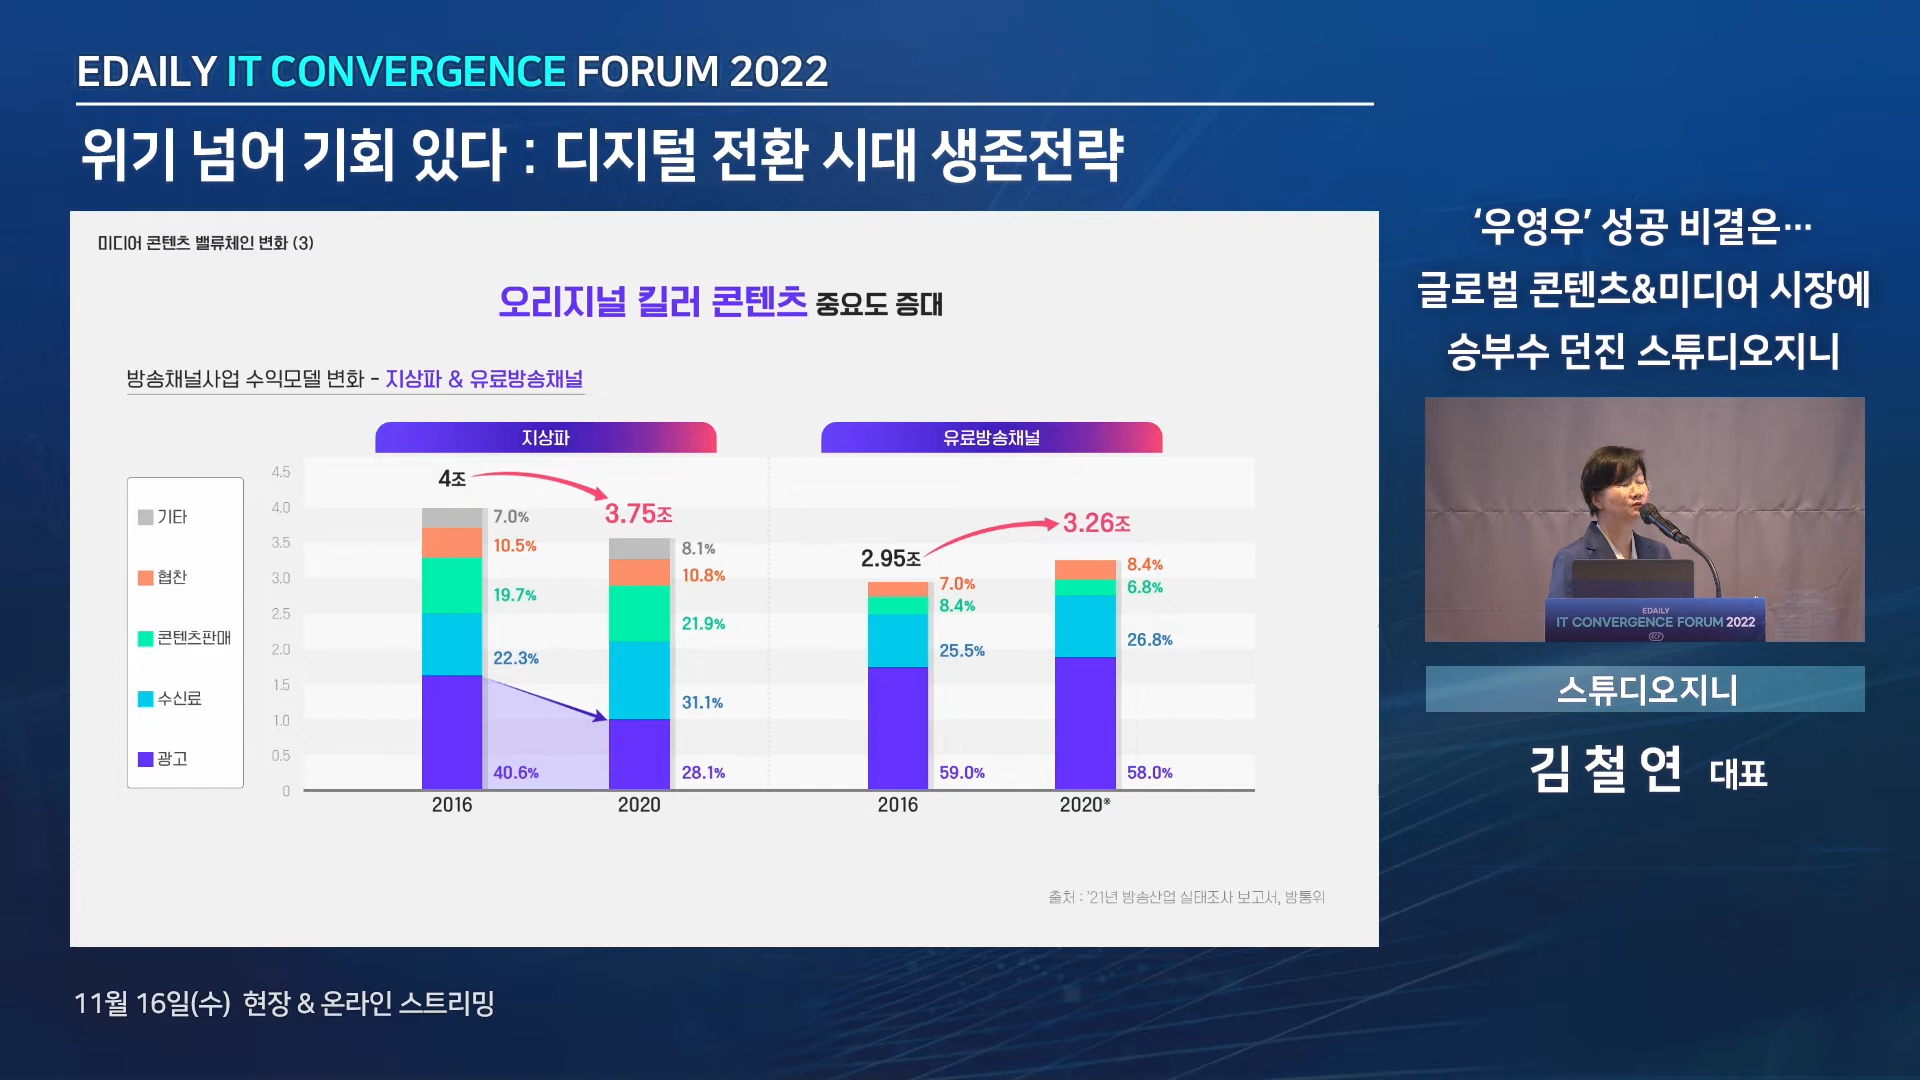 EDAILY IT CONVERGENCE FORUM 2022
위기 넘어 기회 있다 : 디지털 전환 시대 생존전략
미디어 콘텐츠 밸류체인 변화 (3)
오리지널 킬러 콘텐츠 중요도 증대
방송채널사업 수익모델 변화 - 지상파 & 유료방송채널
기타
협찬
콘텐츠판매
수신료
광고
4.5
4.0
3.5
3.0
2.5
2.0
1.5
1.0
0.5
0
지상파
4조
3.75조
7.0%
10.5%
19.7%
22.3%
40.6%
8.1%
10.8%
21.9%
31.1%
28.1%
2016
2020
유료방송채널
2.95조
3.26조
7.0%
8.4%
25.5%
59.0%
8.4%
6.8%
26.8%
58.0%
2016
2020*
출처 : '21년 방송산업 실태조사 보고서, 방통위
‘우영우’ 성공 비결은…
글로벌 콘텐츠&미디어 시장에
승부수 던진 스튜디오지니
EDAILY
IT CONVERGENCE FORUM 2022
스튜디오지니
김철연 대표
11월 16일(수) 현장 & 온라인 스트리밍